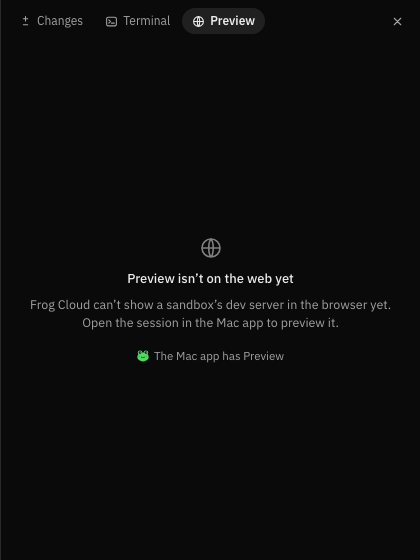 Changes
Terminal
Preview
Preview isn’t on the web yet
Frog Cloud can’t show a sandbox’s dev server in the browser yet.
Open the session in the Mac app to preview it.
The Mac app has Preview